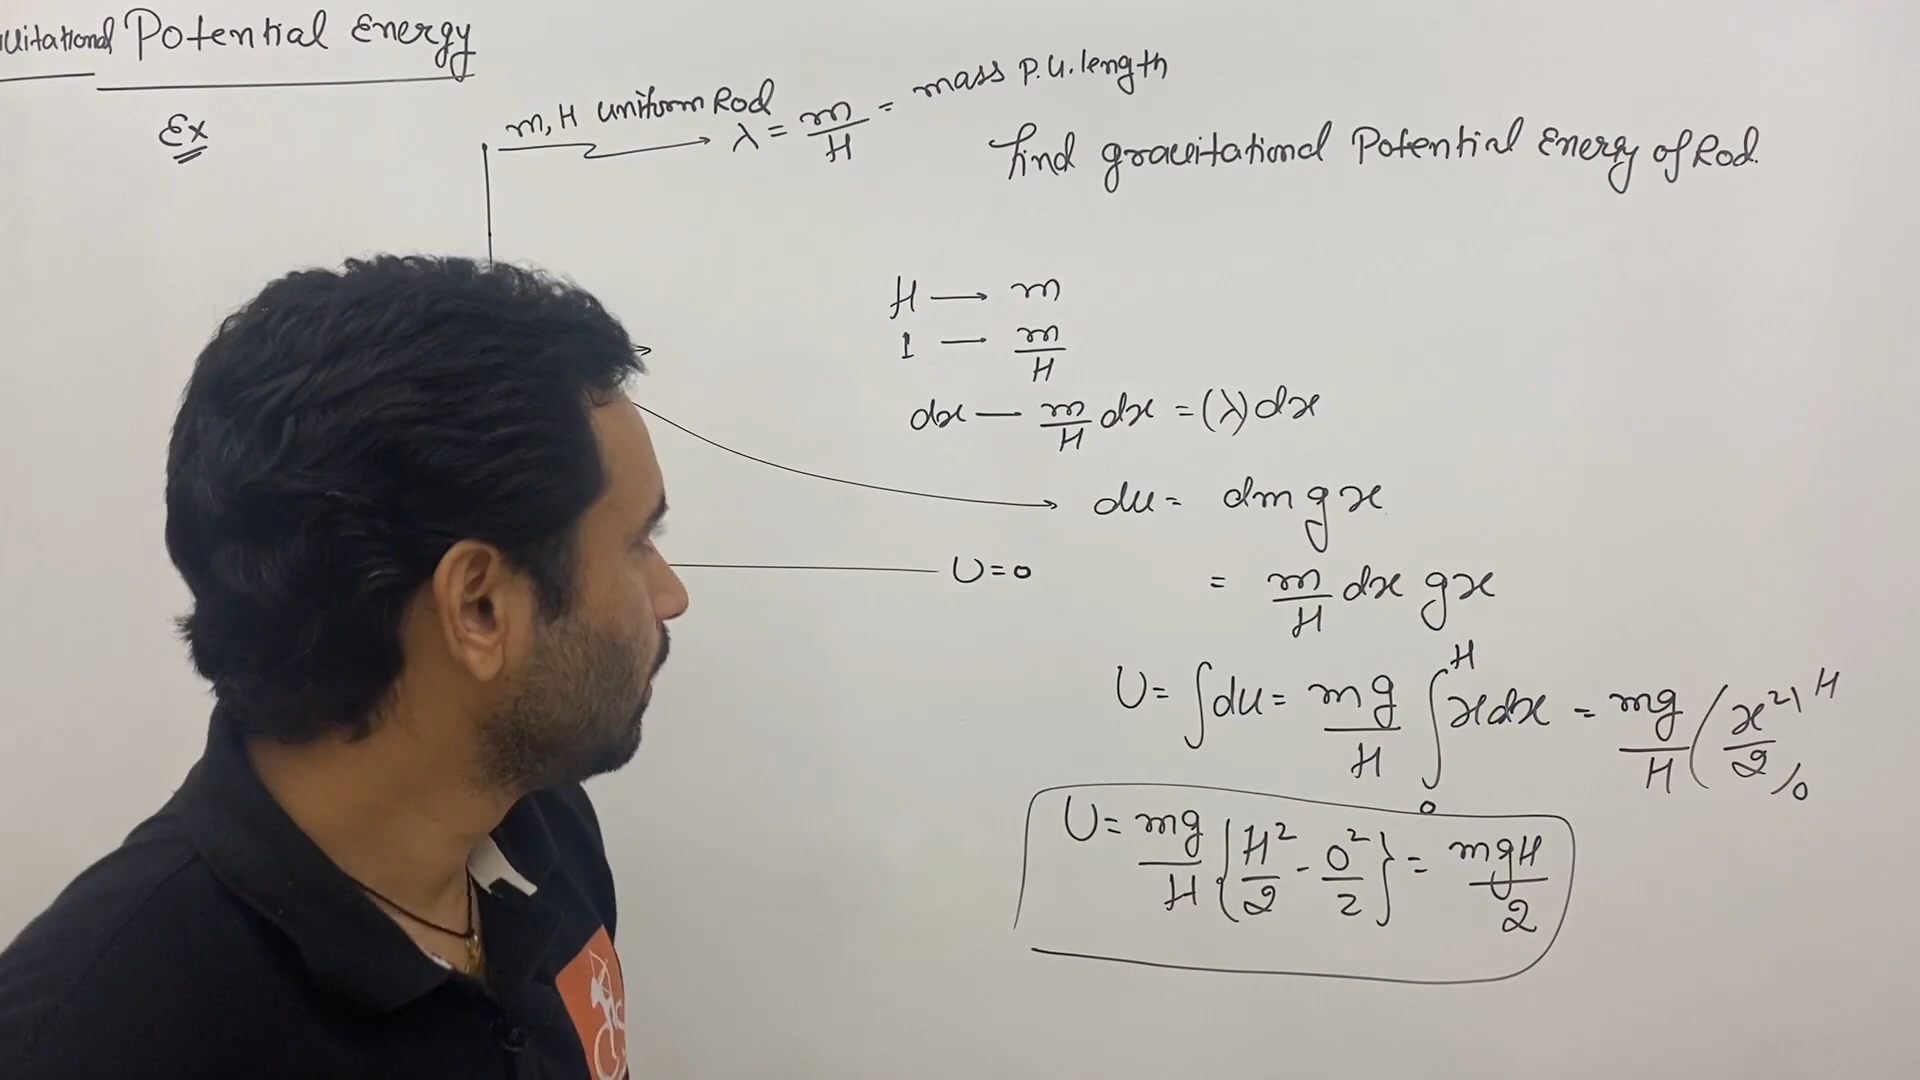 Potential Energy
Ex
m, H uniform Rod
λ = m/H = mass P.U. length
find gravitational Potential Energy of Rod.
H → m
1 — m/H
dx — m/H dx = (λ) dx
du = dm g x
U = 0
= m/H dx g x
U = ∫du = mg/H ∫₀ᴴ x dx = mg/H (x²/2)₀ᴴ
U = mg/H {H²/2 - 0²/2} = mgH/2